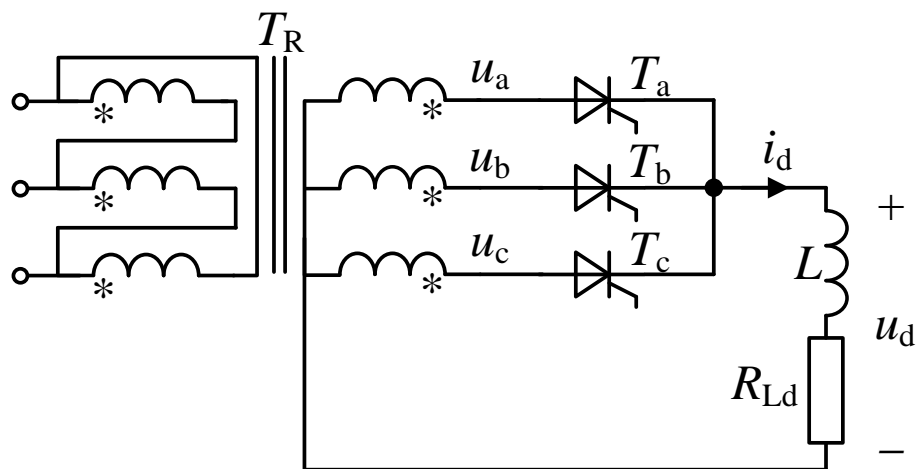 T_R
u_a T_a
*
*
u_b T_b
i_d
*
*
+
u_c T_c
*
*
L
u_d
R_Ld
−